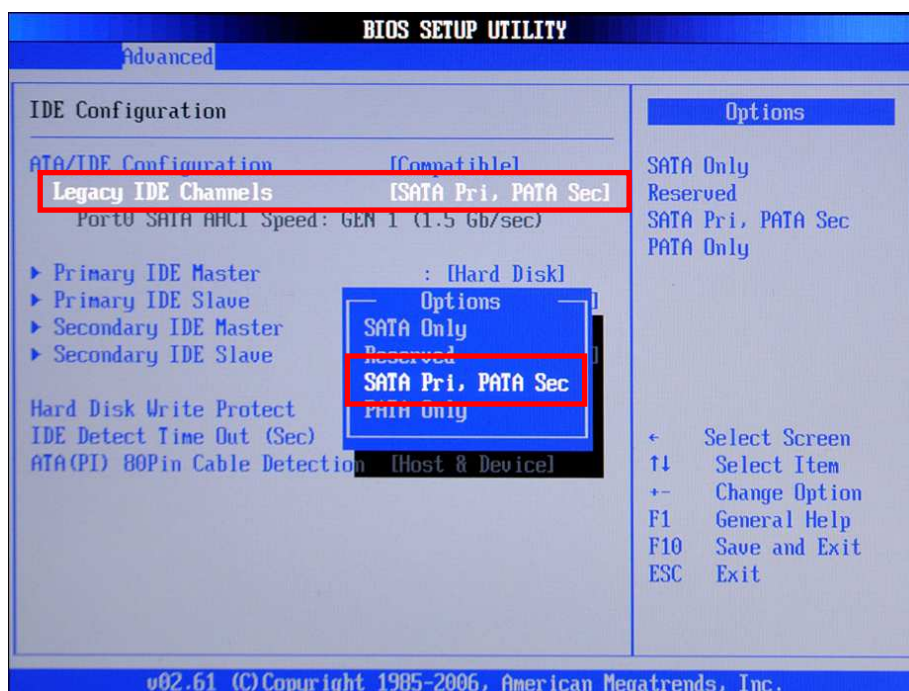 BIOS SETUP UTILITY
Advanced
IDE Configuration
ATA/IDE Configuration [Compatible]
Legacy IDE Channels [SATA Pri, PATA Sec]
Port0 SATA AHCI Speed: GEN 1 (1.5 Gb/sec)
Primary IDE Master : [Hard Disk]
Primary IDE Slave ]
Secondary IDE Master
Secondary IDE Slave ]
Hard Disk Write Protect
IDE Detect Time Out (Sec)
ATA(PI) 80Pin Cable Detection [Host & Device]
Options
SATA Only
Reserved
SATA Pri, PATA Sec
PATA Only
Options
SATA Only
Reserved
SATA Pri, PATA Sec
PATA Only
← Select Screen
↑↓ Select Item
+- Change Option
F1 General Help
F10 Save and Exit
ESC Exit
v02.61 (C)Copyright 1985-2006, American Megatrends, Inc.